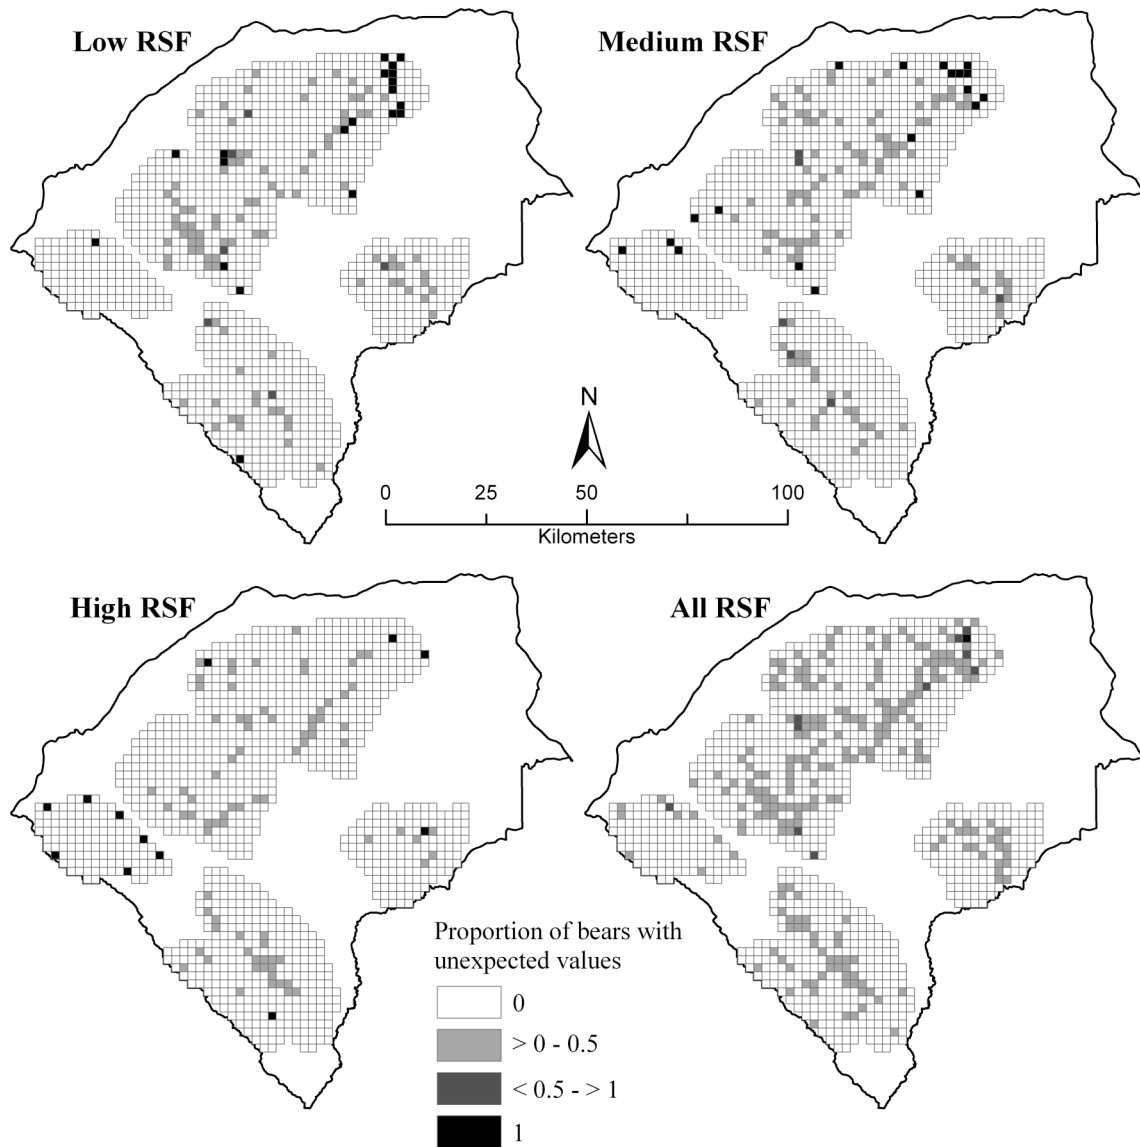 Low RSF
Medium RSF
N
0 25 50 100
Kilometers
High RSF
All RSF
Proportion of bears with
unexpected values
0
> 0 - 0.5
< 0.5 - > 1
1